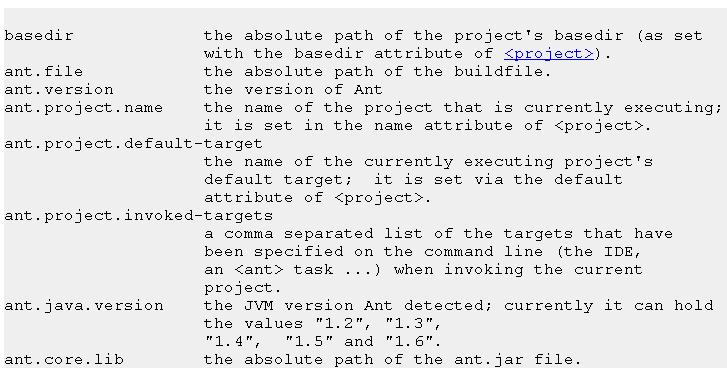 basedir the absolute path of the project's basedir (as set
with the basedir attribute of <project>).
ant.file the absolute path of the buildfile.
ant.version the version of Ant
ant.project.name the name of the project that is currently executing;
it is set in the name attribute of <project>.
ant.project.default-target
the name of the currently executing project's
default target; it is set via the default
attribute of <project>.
ant.project.invoked-targets
a comma separated list of the targets that have
been specified on the command line (the IDE,
an <ant> task ...) when invoking the current
project.
ant.java.version the JVM version Ant detected; currently it can hold
the values "1.2", "1.3",
"1.4", "1.5" and "1.6".
ant.core.lib the absolute path of the ant.jar file.